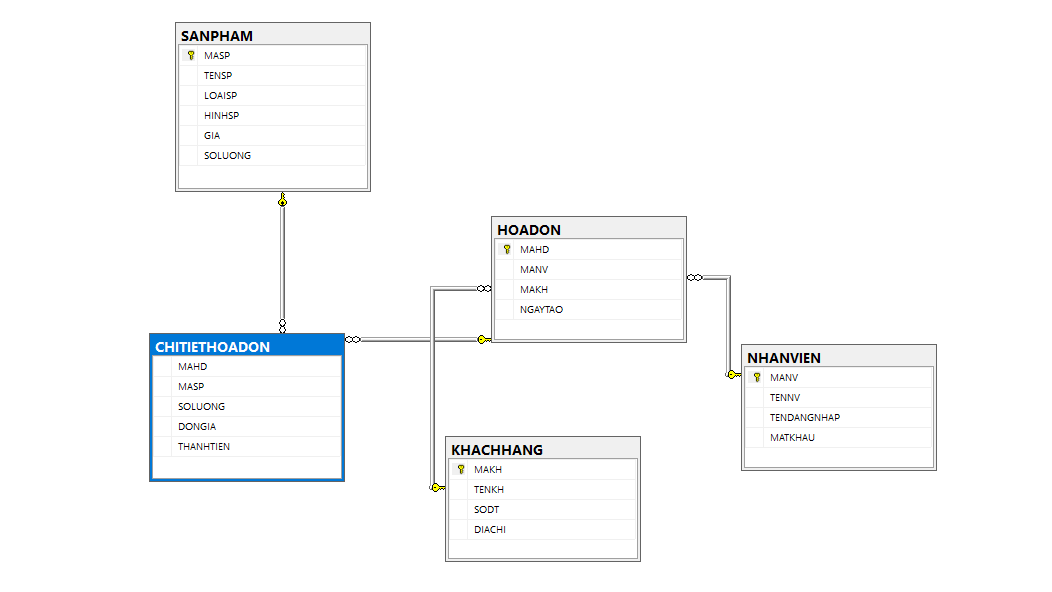 SANPHAM
MASP
TENSP
LOAISP
HINHSP
GIA
SOLUONG
HOADON
MAHD
MANV
MAKH
NGAYTAO
CHITIETHOADON
MAHD
MASP
SOLUONG
DONGIA
THANHTIEN
NHANVIEN
MANV
TENNV
TENDANGNHAP
MATKHAU
KHACHHANG
MAKH
TENKH
SODT
DIACHI